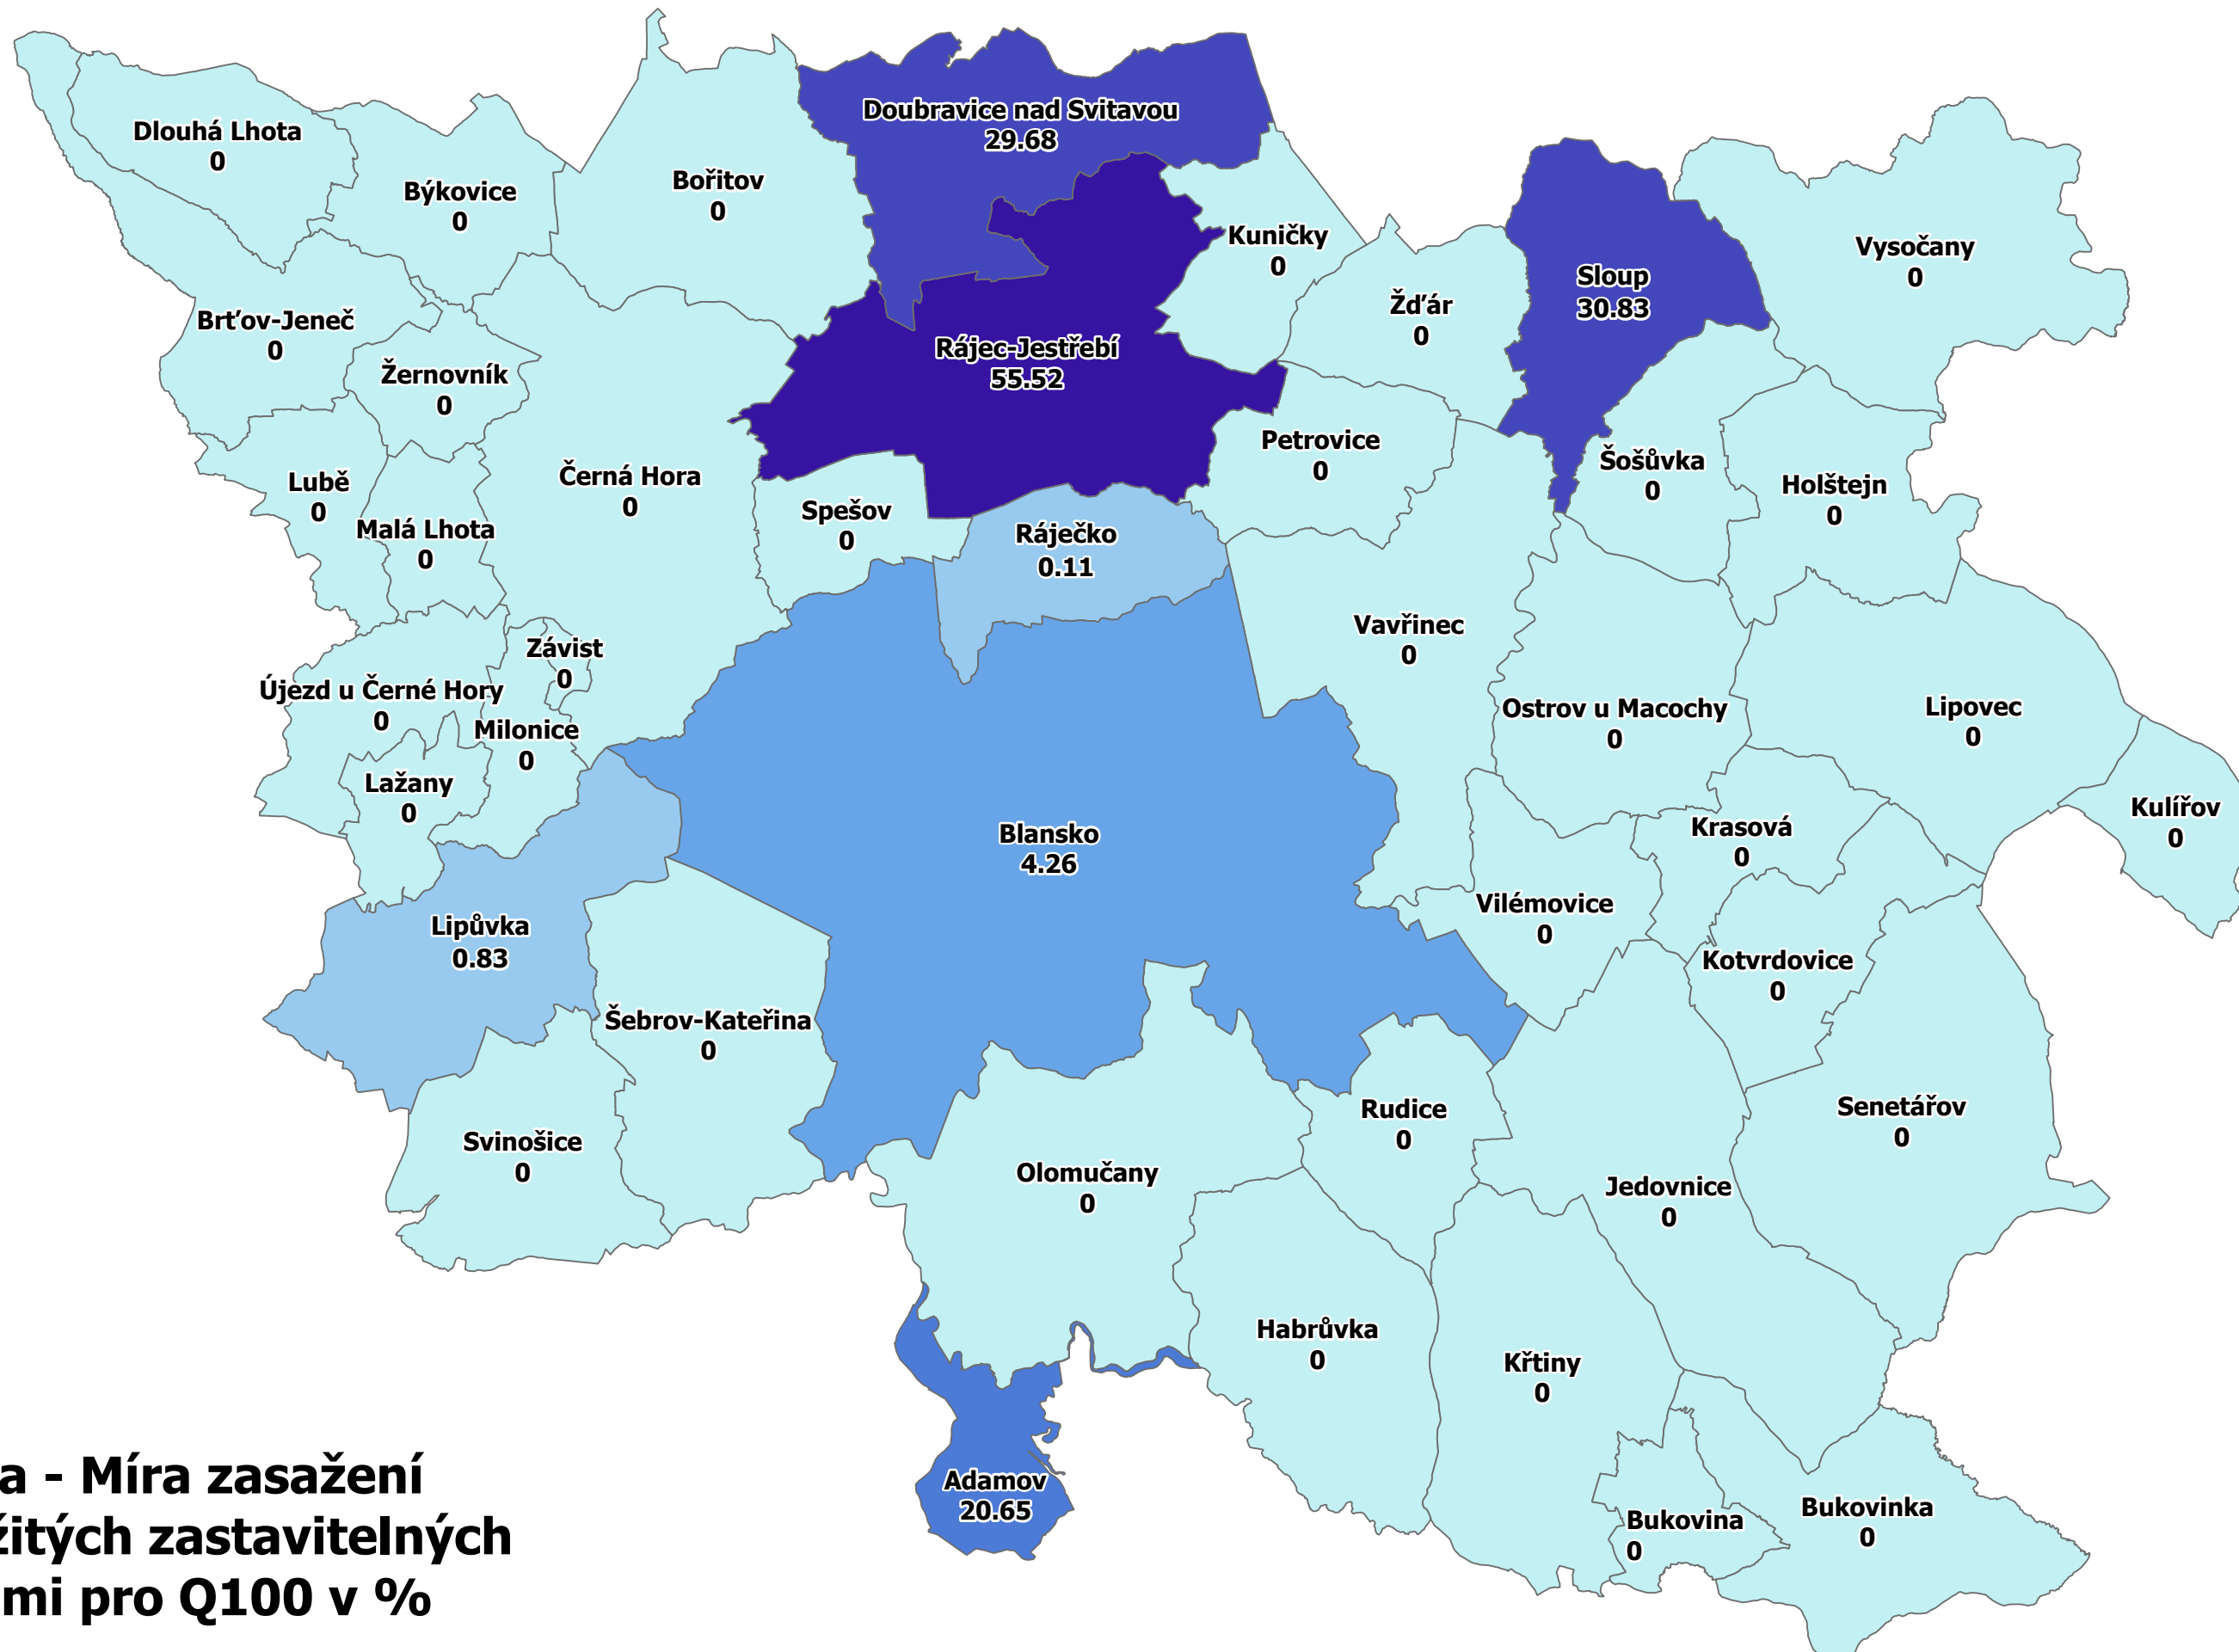 Doubravice nad Svitavou
29.68
Dlouhá Lhota
0
Býkovice
0
Bořitov
0
Kuničky
0
Vysočany
0
Sloup
30.83
Žďár
0
Brťov-Jeneč
0
Rájec-Jestřebí
55.52
Žernovník
0
Petrovice
0
Šošůvka
0
Černá Hora
0
Lubě
0
Holštejn
0
Spešov
0
Malá Lhota
0
Ráječko
0.11
Vavřinec
0
Závist
0
Újezd u Černé Hory
0
Ostrov u Macochy
0
Lipovec
0
Milonice
0
Lažany
0
Kulířov
0
Krasová
0
Blansko
4.26
Vilémovice
0
Lipůvka
0.83
Kotvrdovice
0
Šebrov-Kateřina
0
Rudice
0
Senetářov
0
Svinošice
0
Olomučany
0
Jedovnice
0
Habrůvka
0
Křtiny
0
Adamov
20.65
Bukovinka
0
Bukovina
0
a - Míra zasažení
žitých zastavitelných
mi pro Q100 v %